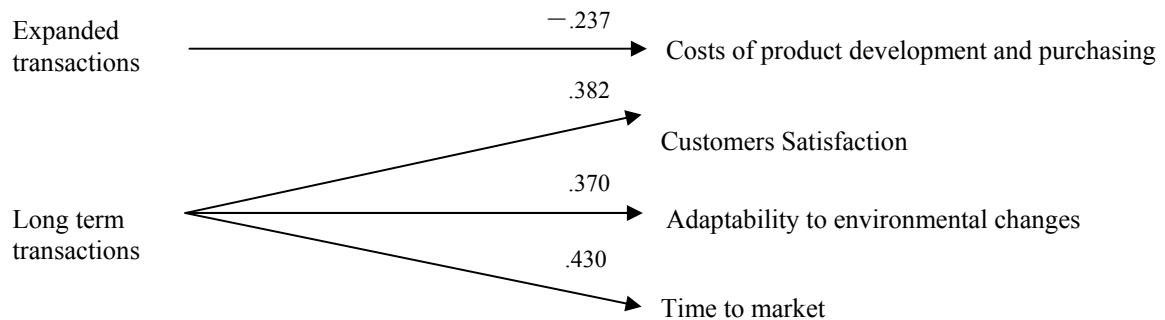 Expanded
transactions
－.237
Costs of product development and purchasing
.382
Customers Satisfaction
.370
Long term
transactions
Adaptability to environmental changes
.430
Time to market